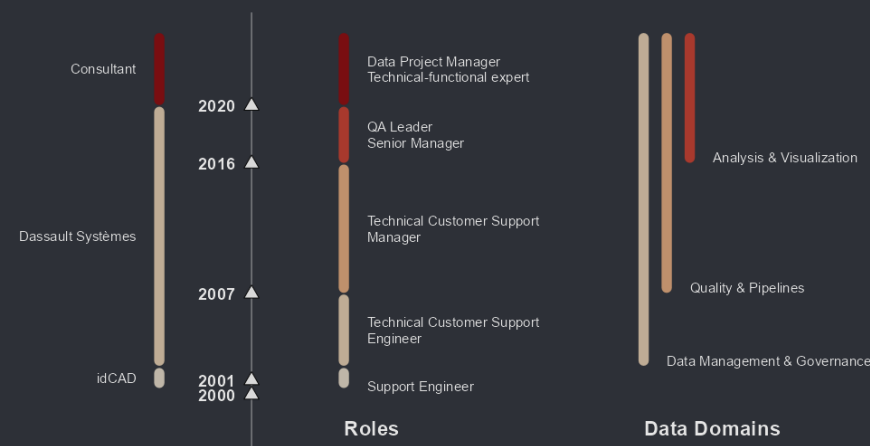 Consultant
Data Project Manager
Technical-functional expert
2020
QA Leader
Senior Manager
2016
Analysis & Visualization
Dassault Systèmes
Technical Customer Support
Manager
2007
Quality & Pipelines
Technical Customer Support
Engineer
Data Management & Governance
idCAD
2001
Support Engineer
2000
Roles
Data Domains